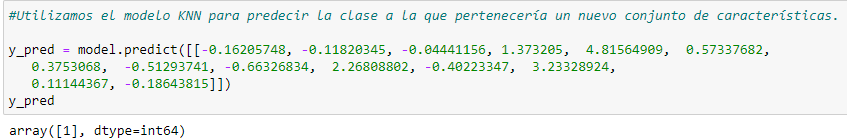 #Utilizamos el modelo KNN para predecir la clase a la que pertenecería un nuevo conjunto de características.
y_pred = model.predict([[-0.16205748, -0.11820345, -0.04441156, 1.373205, 4.81564909, 0.57337682,
0.3753068, -0.51293741, -0.66326834, 2.26808802, -0.40223347, 3.23328924,
0.11144367, -0.18643815]])
y_pred
array([1], dtype=int64)